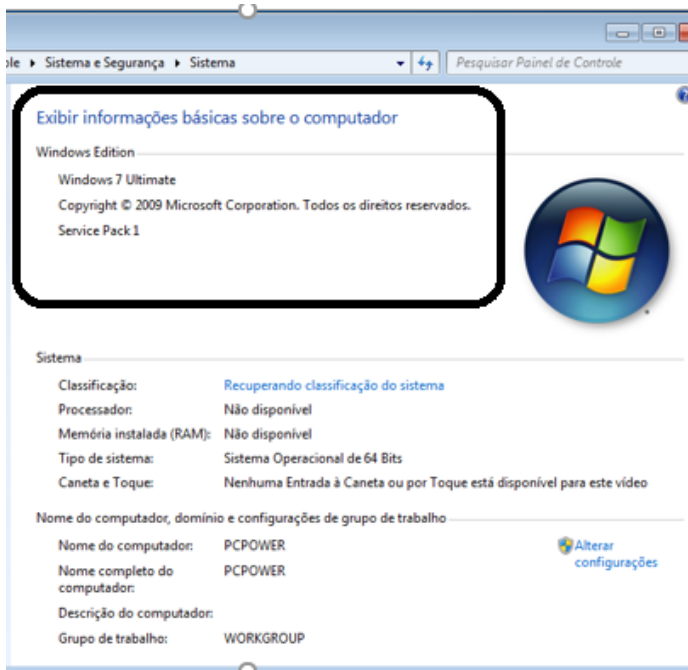 Sistema e Segurança Sistema Pesquisar Painel de Controle
Exibir informações básicas sobre o computador
Windows Edition
Windows 7 Ultimate
Copyright © 2009 Microsoft Corporation. Todos os direitos reservados.
Service Pack 1
Sistema
Classificação: Recuperando classificação do sistema
Processador: Não disponível
Memória instalada (RAM): Não disponível
Tipo de sistema: Sistema Operacional de 64 Bits
Caneta e Toque: Nenhuma Entrada à Caneta ou por Toque está disponível para este vídeo
Nome do computador, domínio e configurações de grupo de trabalho
Nome do computador: PCPOWER
Alterar
configurações
Nome completo do
computador: PCPOWER
Descrição do computador:
Grupo de trabalho: WORKGROUP